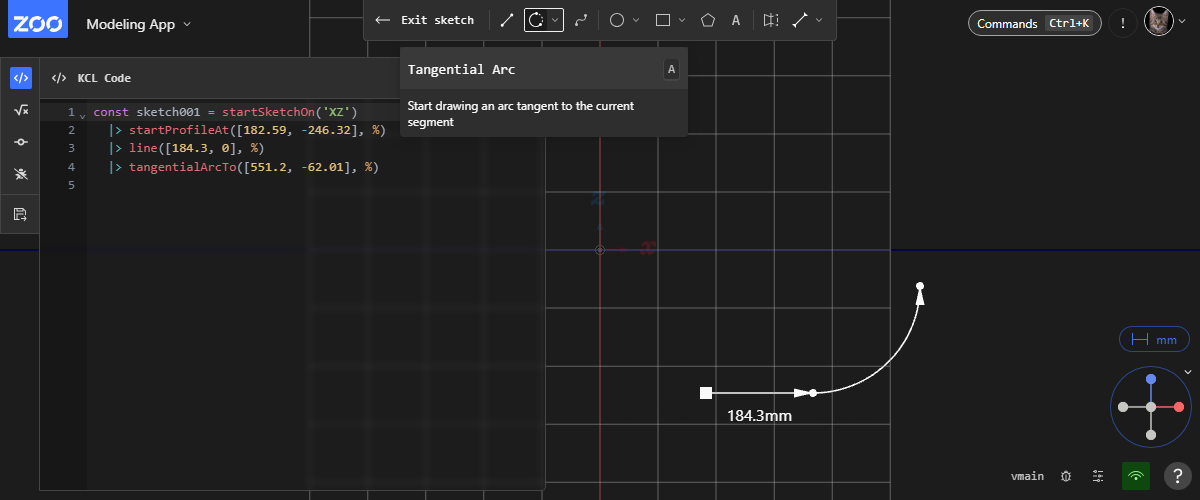 ZOO
Modeling App
Exit sketch
A
Commands Ctrl+K
!
Tangential Arc A
Start drawing an arc tangent to the current
segment
</> KCL Code
1 const sketch001 = startSketchOn('XZ')
2 |> startProfileAt([182.59, -246.32], %)
3 |> line([184.3, 0], %)
4 |> tangentialArcTo([551.2, -62.01], %)
5
z
x
184.3mm
mm
vmain
?